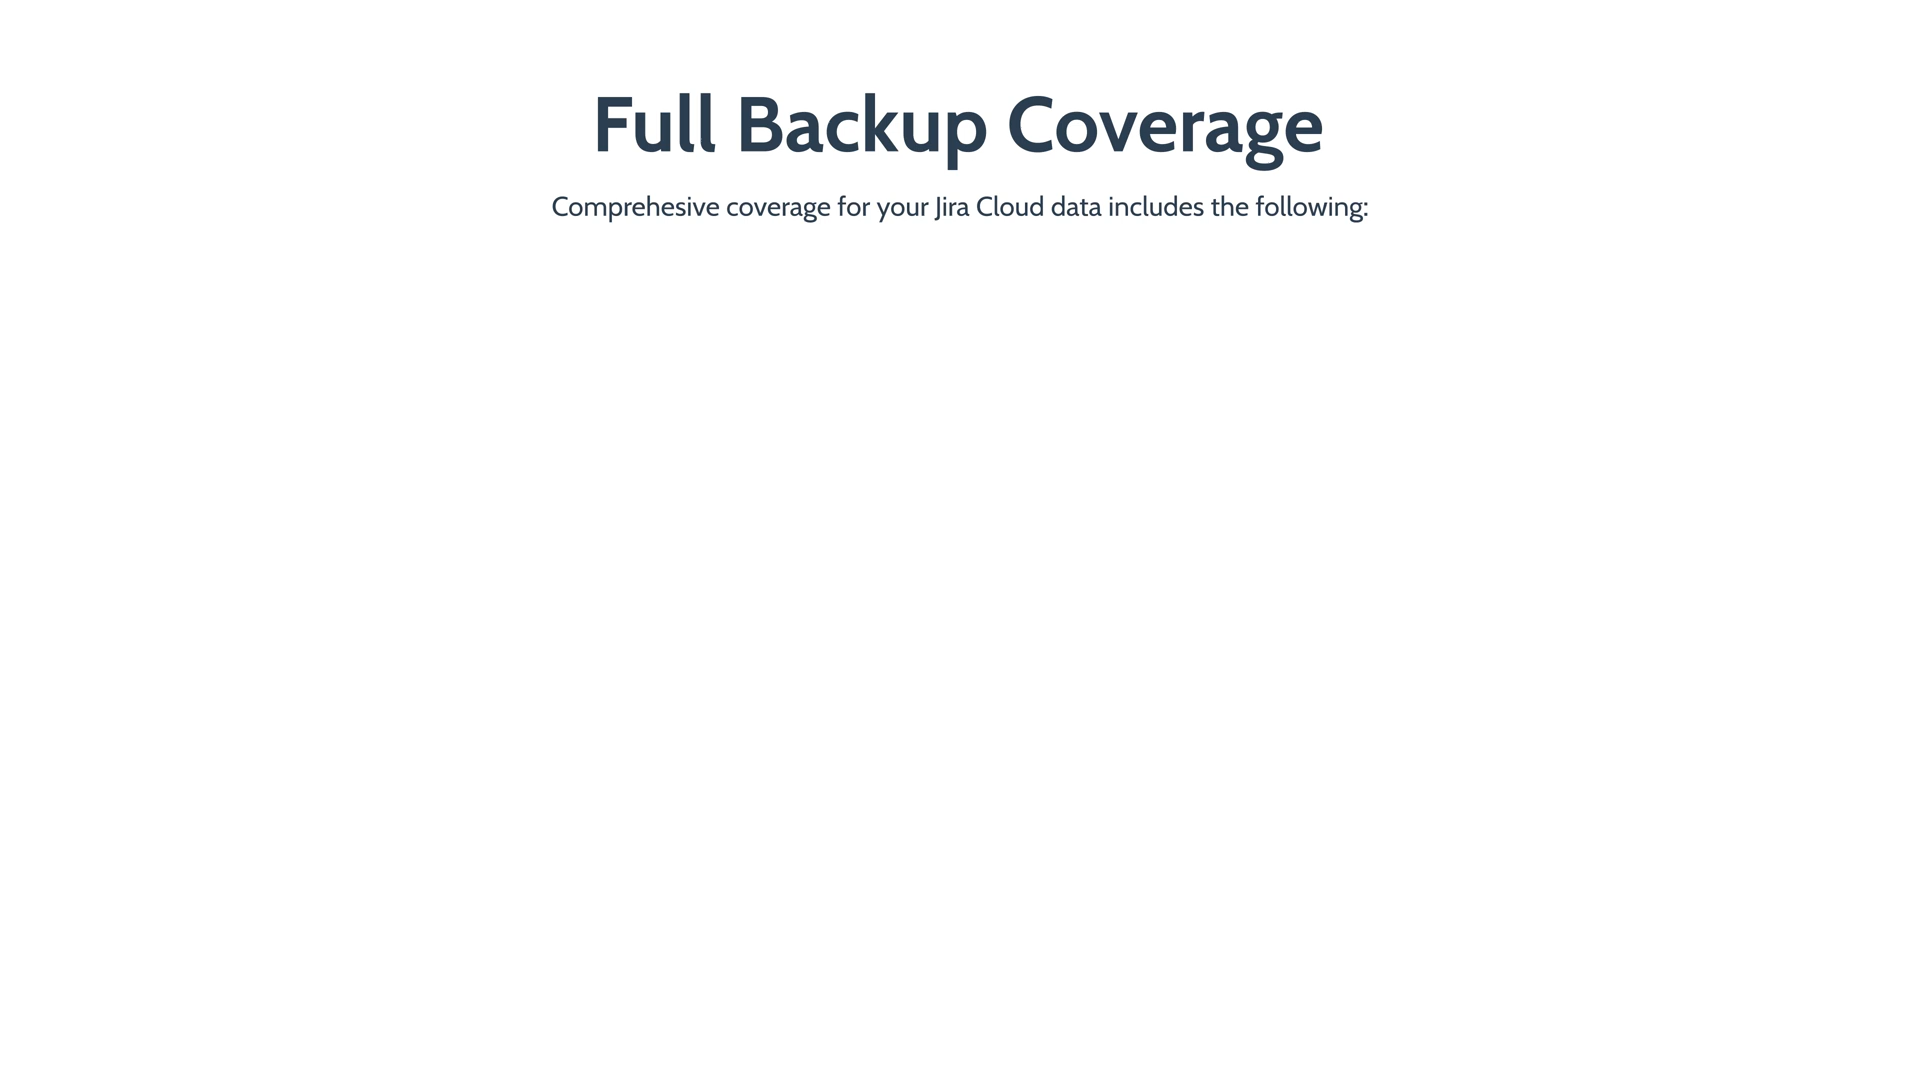 Full Backup Coverage
Comprehesive coverage for your Jira Cloud data includes the following: